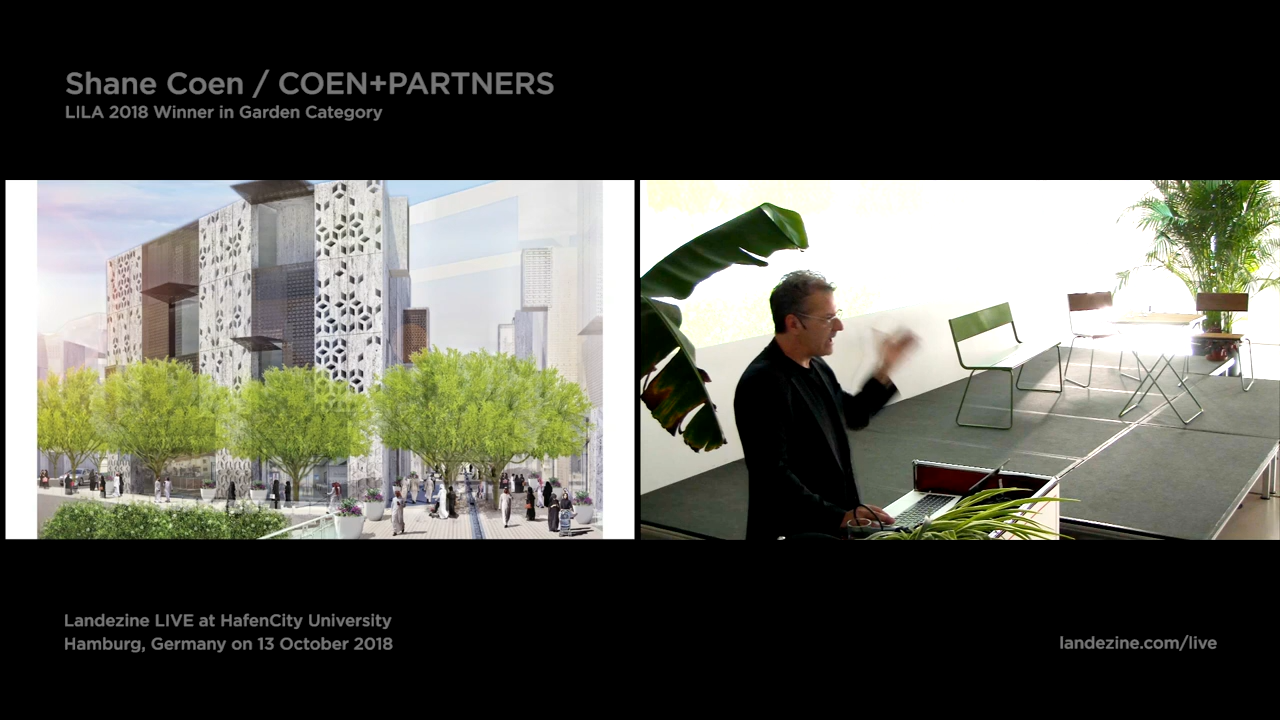 Shane Coen / COEN+PARTNERS
LILA 2018 Winner in Garden Category
Landezine LIVE at HafenCity University
Hamburg, Germany on 13 October 2018
landezine.com/live